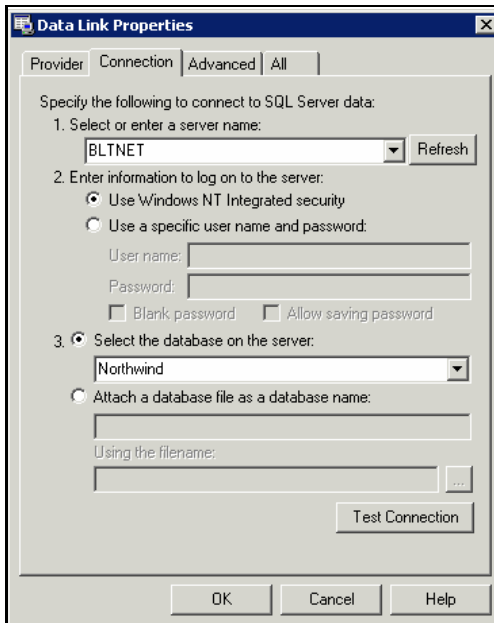 Data Link Properties
Provider Connection Advanced All
Specify the following to connect to SQL Server data:
1. Select or enter a server name:
BLTNET Refresh
2. Enter information to log on to the server:
Use Windows NT Integrated security
Use a specific user name and password:
User name:
Password:
Blank password Allow saving password
3. Select the database on the server:
Northwind
Attach a database file as a database name:
Using the filename:
...
Test Connection
OK Cancel Help